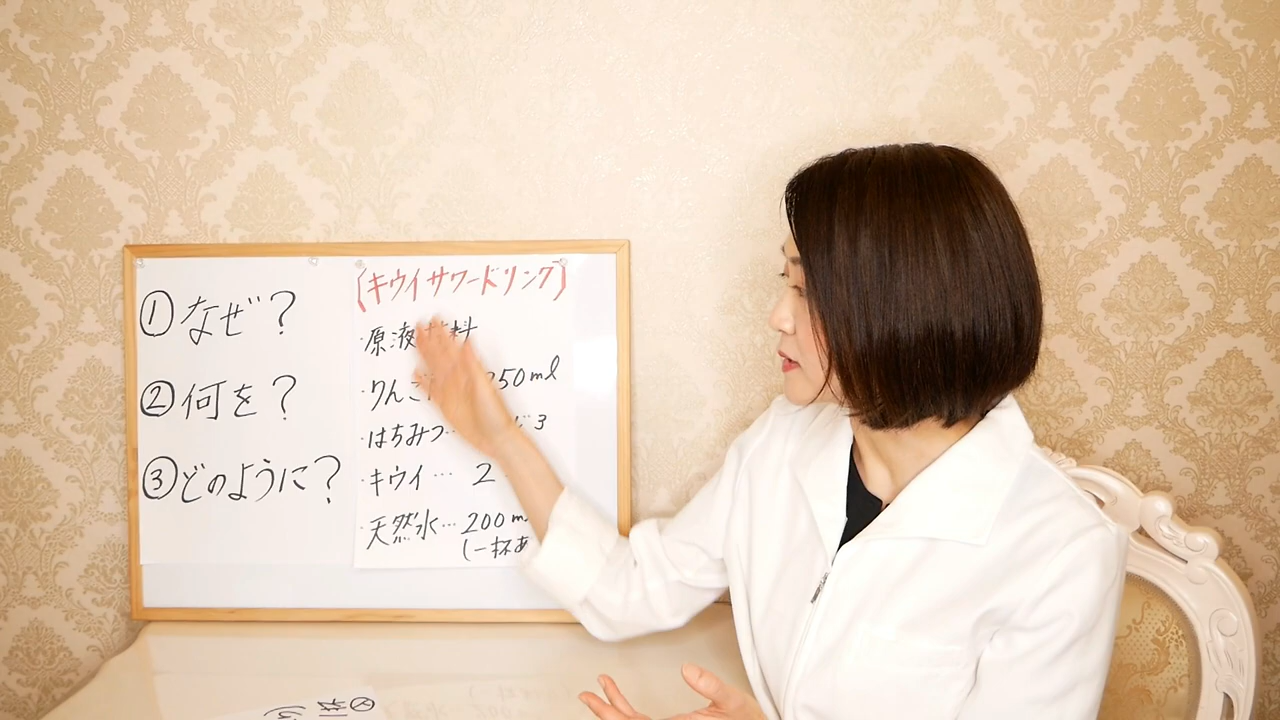 ①なぜ？
②何を？
③どのように？
(キウイサワードリンク)
・原液
・りんご 250ml
・はちみつ… 3
・キウイ… 2
・天然水… 200m
(一杯あ